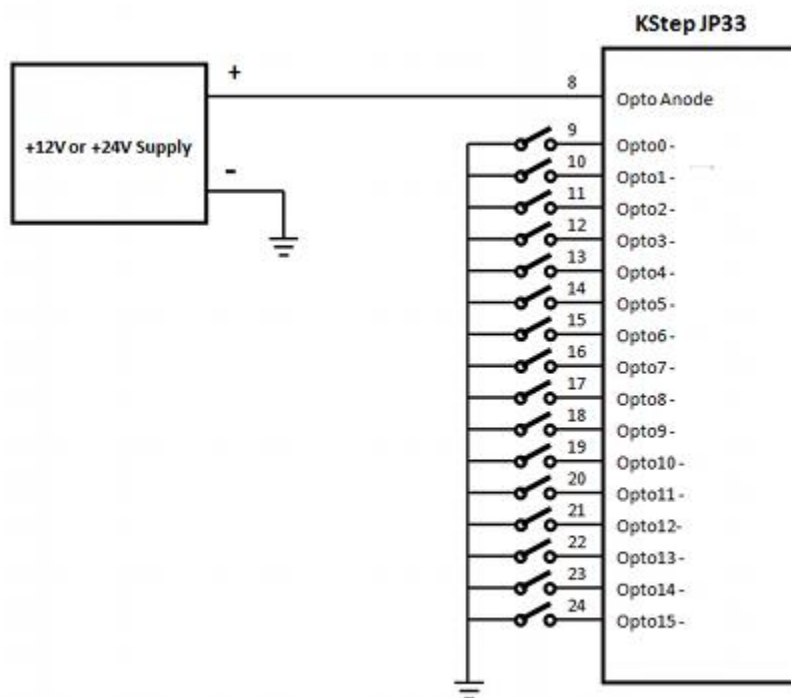 KStep JP33
+
8
Opto Anode
+12V or +24V Supply
-
9
Opto0-
10
Opto1-
11
Opto2-
12
Opto3-
13
Opto4-
14
Opto5-
15
Opto6-
16
Opto7-
17
Opto8-
18
Opto9-
19
Opto10-
20
Opto11-
21
Opto12-
22
Opto13-
23
Opto14-
24
Opto15-